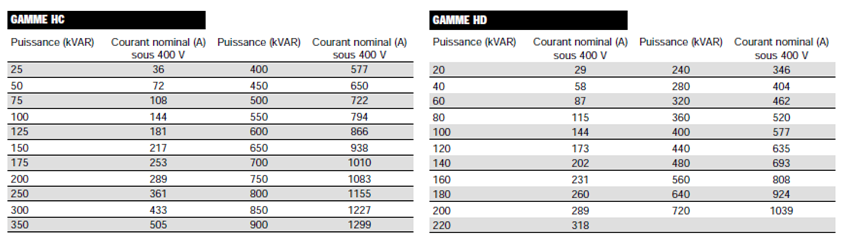 GAMME HC
Puissance (kVAR) Courant nominal (A) Puissance (kVAR) Courant nominal (A)
sous 400 V sous 400 V
25 36 400 577
50 72 450 650
75 108 500 722
100 144 550 794
125 181 600 866
150 217 650 938
175 253 700 1010
200 289 750 1083
250 361 800 1155
300 433 850 1227
350 505 900 1299
GAMME HD
Puissance (kVAR) Courant nominal (A) Puissance (kVAR) Courant nominal (A)
sous 400 V sous 400 V
20 29 240 346
40 58 280 404
60 87 320 462
80 115 360 520
100 144 400 577
120 173 440 635
140 202 480 693
160 231 560 808
180 260 640 924
200 289 720 1039
220 318